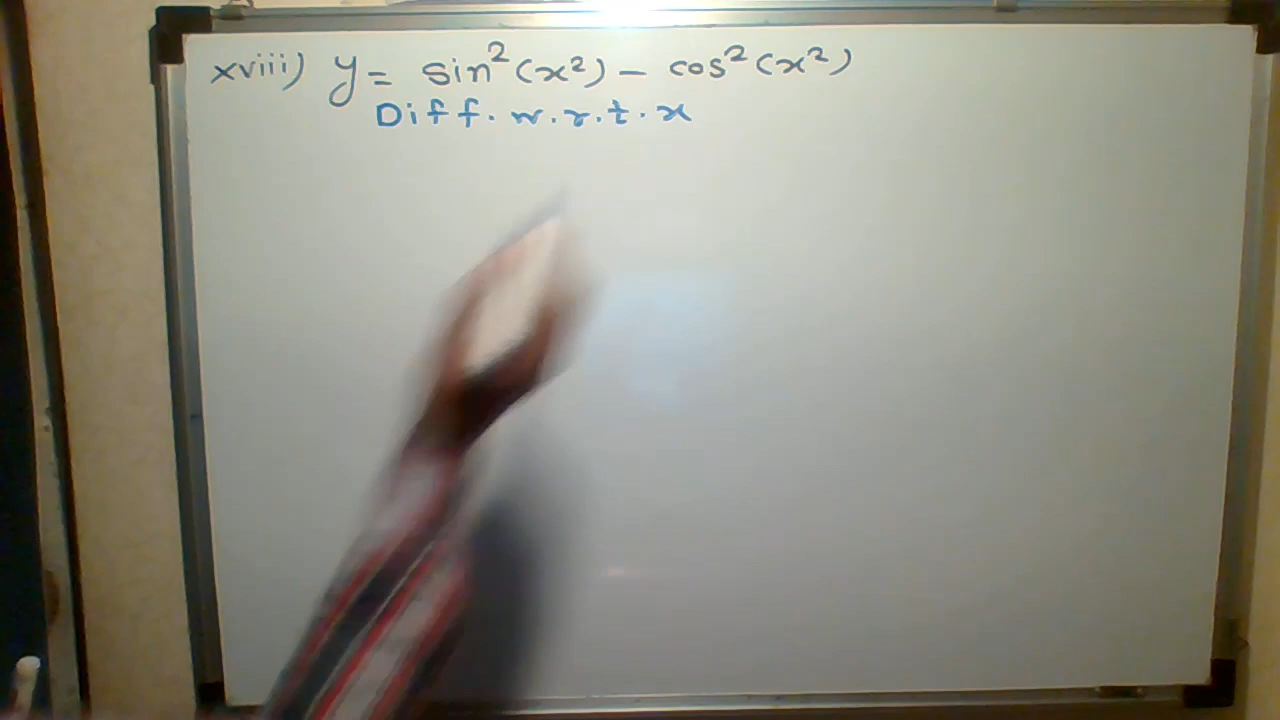 xviii) y = sin²(x²) – cos²(x²)
Diff. w.r.t.x